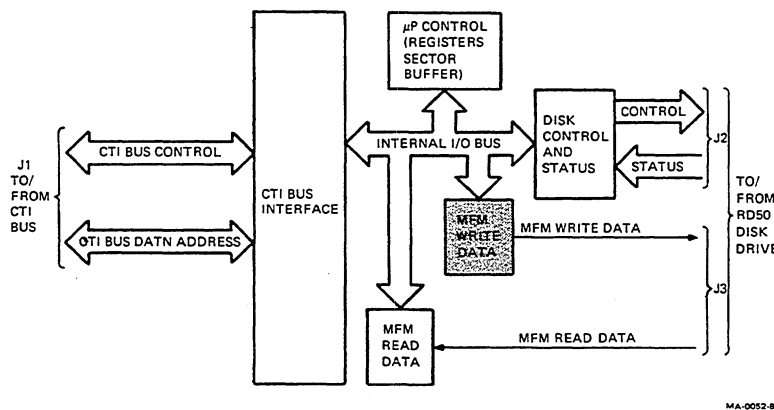 µP CONTROL
(REGISTERS
SECTOR
BUFFER)
J1
TO/
FROM
CTI
BUS
CTI BUS CONTROL
CTI BUS DATN ADDRESS
CTI BUS
INTERFACE
INTERNAL I/O BUS
DISK
CONTROL
AND
STATUS
CONTROL
STATUS
J2
MFM
WRITE
DATA
MFM WRITE DATA
J3
MFM
READ
DATA
MFM READ DATA
TO/
FROM
RD50
DISK
DRIVE
MA-0052-8